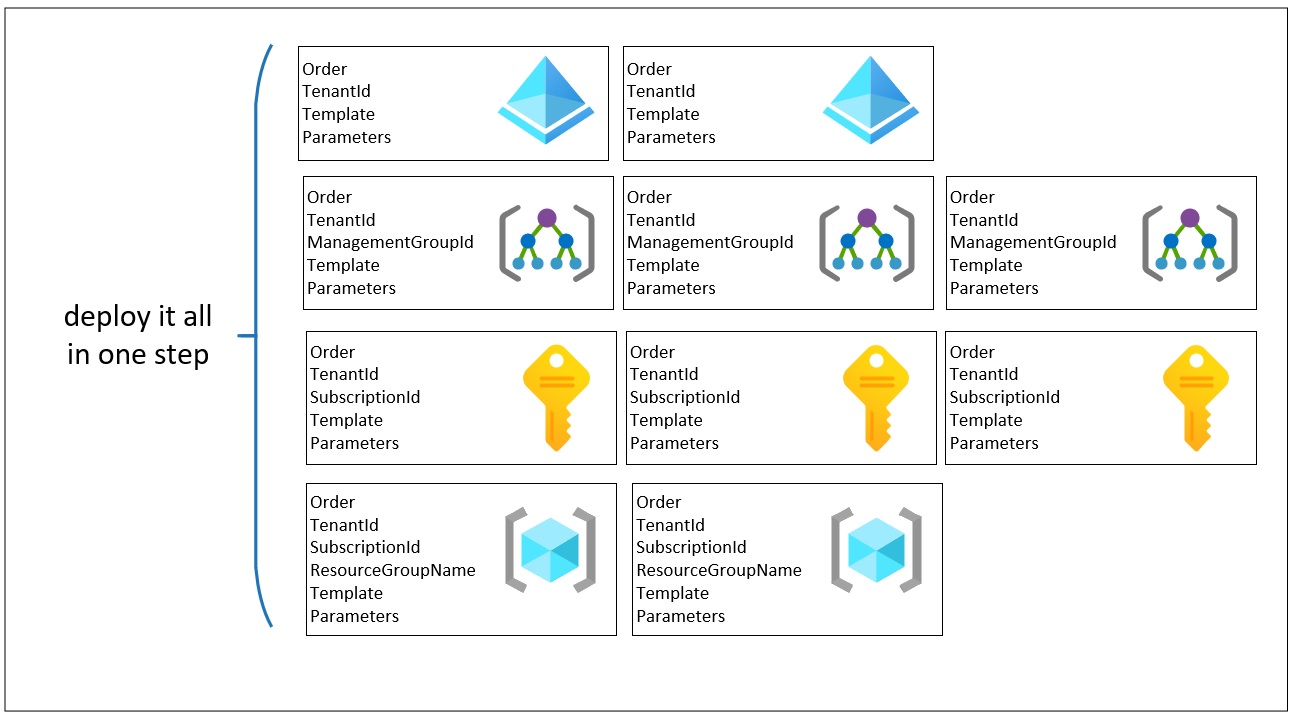 deploy it all
in one step
Order
TenantId
Template
Parameters
Order
TenantId
Template
Parameters
Order
TenantId
ManagementGroupId
Template
Parameters
Order
TenantId
ManagementGroupId
Template
Parameters
Order
TenantId
ManagementGroupId
Template
Parameters
Order
TenantId
SubscriptionId
Template
Parameters
Order
TenantId
SubscriptionId
Template
Parameters
Order
TenantId
SubscriptionId
Template
Parameters
Order
TenantId
SubscriptionId
ResourceGroupName
Template
Parameters
Order
TenantId
SubscriptionId
ResourceGroupName
Template
Parameters